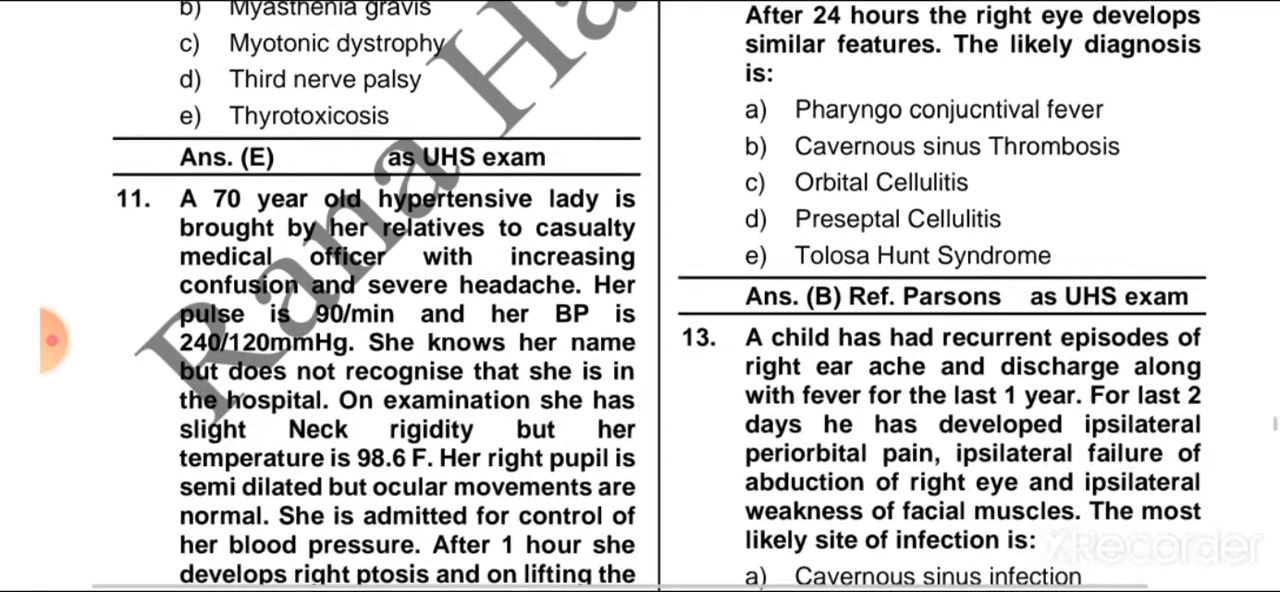 b) Myasthenia gravis
c) Myotonic dystrophy
d) Third nerve palsy
e) Thyrotoxicosis
Ans. (E) as UHS exam
11. A 70 year old hypertensive lady is
brought by her relatives to casualty
medical officer with increasing
confusion and severe headache. Her
pulse is 90/min and her BP is
240/120mmHg. She knows her name
but does not recognise that she is in
the hospital. On examination she has
slight Neck rigidity but her
temperature is 98.6 F. Her right pupil is
semi dilated but ocular movements are
normal. She is admitted for control of
her blood pressure. After 1 hour she
develops right ptosis and on lifting the
After 24 hours the right eye develops
similar features. The likely diagnosis
is:
a) Pharyngo conjucntival fever
b) Cavernous sinus Thrombosis
c) Orbital Cellulitis
d) Preseptal Cellulitis
e) Tolosa Hunt Syndrome
Ans. (B) Ref. Parsons as UHS exam
13. A child has had recurrent episodes of
right ear ache and discharge along
with fever for the last 1 year. For last 2
days he has developed ipsilateral
periorbital pain, ipsilateral failure of
abduction of right eye and ipsilateral
weakness of facial muscles. The most
likely site of infection is:
a) Cavernous sinus infection
Rana Ha
XRecorder